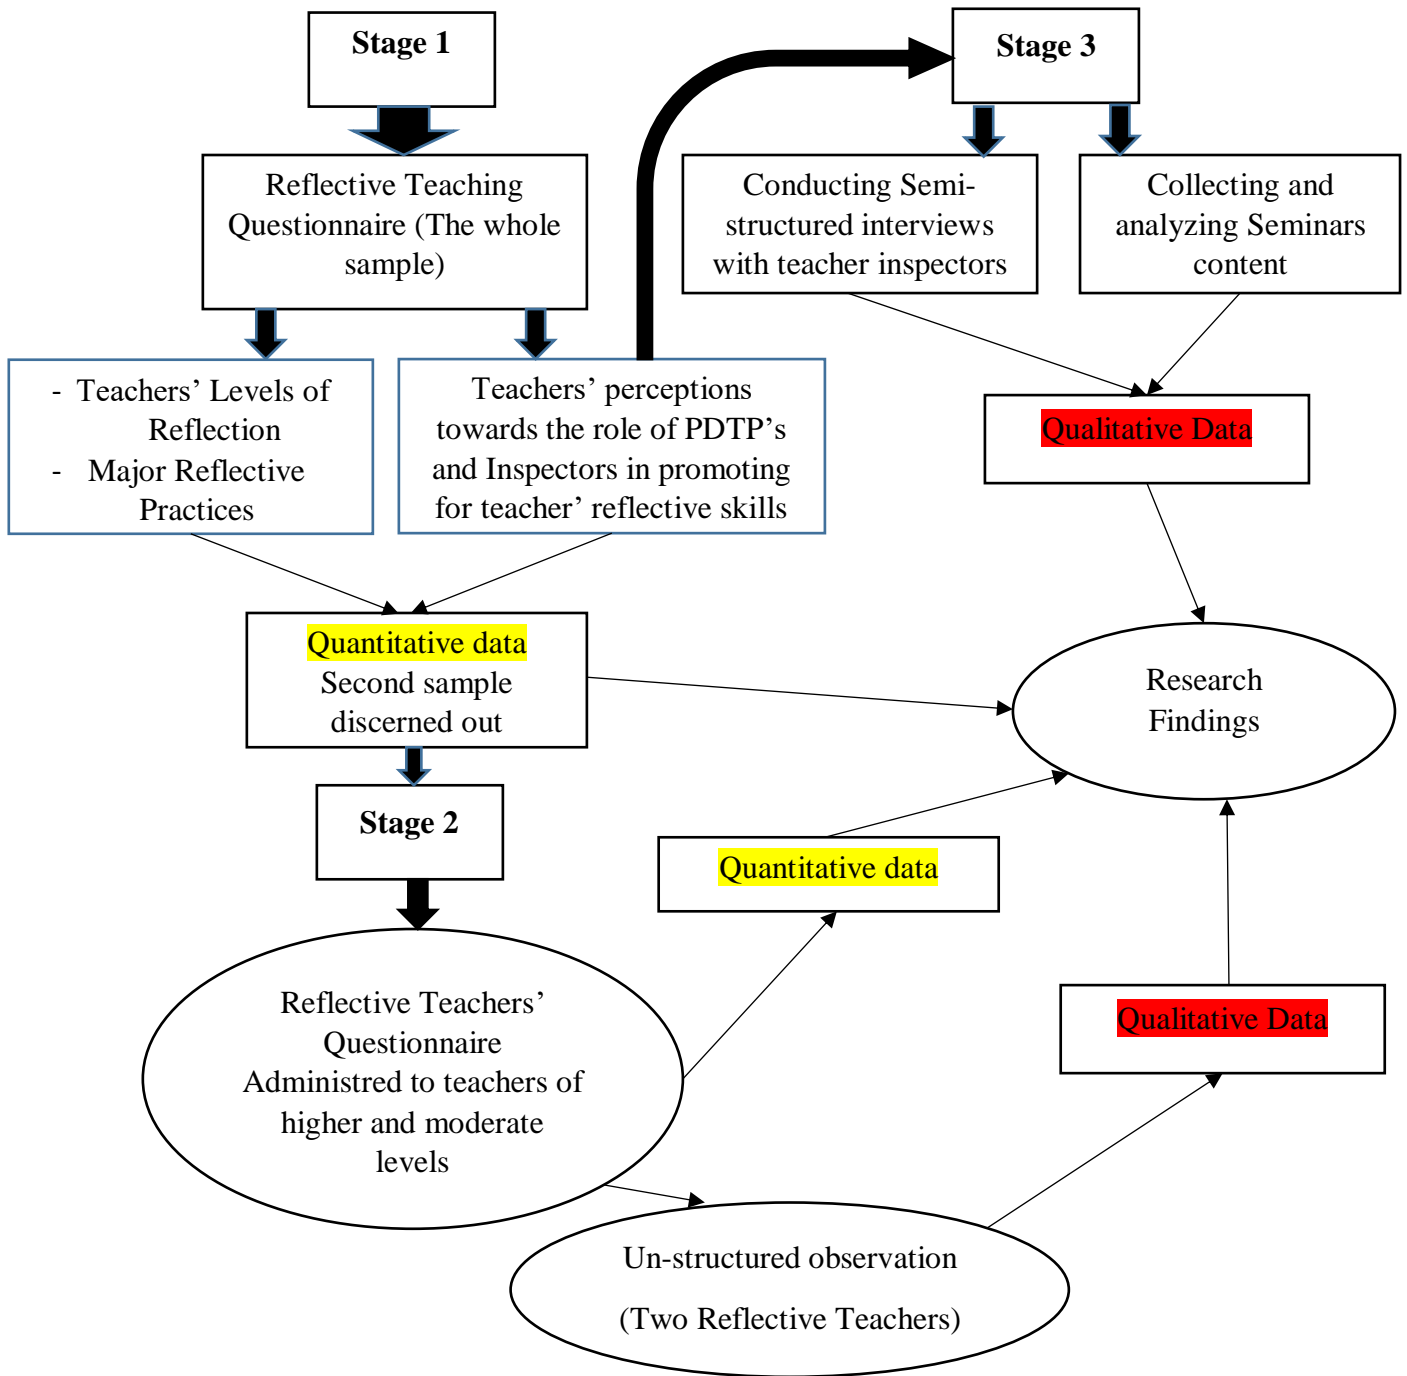 Stage 1
Reflective Teaching
Questionnaire (The whole
sample)
- Teachers’ Levels of
Reflection
- Major Reflective
Practices
Teachers’ perceptions
towards the role of PDTP’s
and Inspectors in promoting
for teacher’ reflective skills
Quantitative data
Second sample
discerned out
Stage 2
Reflective Teachers’
Questionnaire
Administred to teachers of
higher and moderate
levels
Un-structured observation
(Two Reflective Teachers)
Stage 3
Conducting Semi-
structured interviews
with teacher inspectors
Collecting and
analyzing Seminars
content
Qualitative Data
Research
Findings
Quantitative data
Qualitative Data